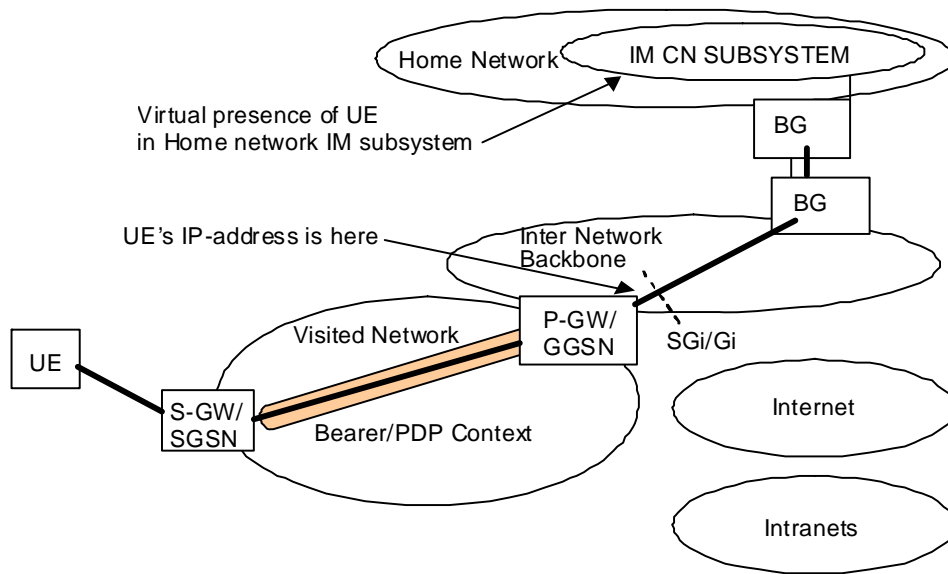 Home Network
IM CN SUBSYSTEM
Virtual presence of UE
in Home network IM subsystem
BG
BG
UE’s IP-address is here
Inter Network
Backbone
P-GW/
GGSN
SGi/Gi
Visited Network
UE
S-GW/
SGSN
Bearer/PDP Context
Internet
Intranets